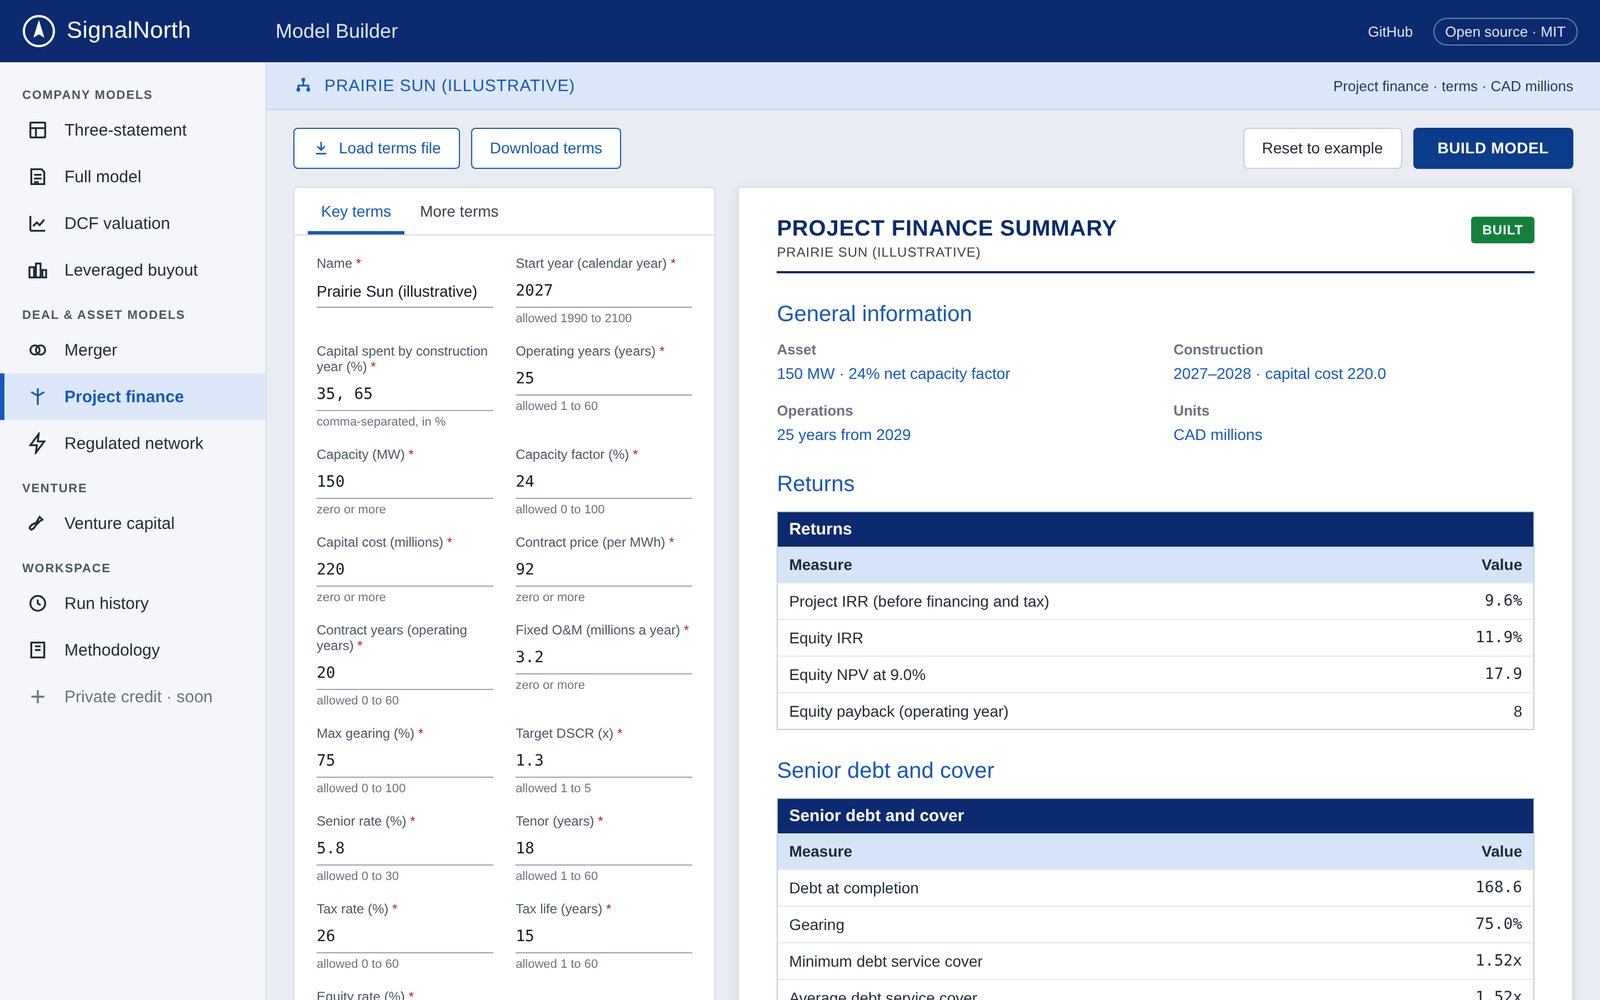 SignalNorth
Model Builder
GitHub
Open source · MIT
COMPANY MODELS
Three-statement
Full model
DCF valuation
Leveraged buyout
DEAL & ASSET MODELS
Merger
Project finance
Regulated network
VENTURE
Venture capital
WORKSPACE
Run history
Methodology
Private credit · soon
PRAIRIE SUN (ILLUSTRATIVE)
Project finance · terms · CAD millions
Load terms file
Download terms
Reset to example
BUILD MODEL
Key terms
More terms
Name *
Prairie Sun (illustrative)
Start year (calendar year) *
2027
allowed 1990 to 2100
Capital spent by construction
year (%) *
35, 65
comma-separated, in %
Operating years (years) *
25
allowed 1 to 60
Capacity (MW) *
150
zero or more
Capacity factor (%) *
24
allowed 0 to 100
Capital cost (millions) *
220
zero or more
Contract price (per MWh) *
92
zero or more
Contract years (operating
years) *
20
allowed 0 to 60
Fixed O&M (millions a year) *
3.2
zero or more
Max gearing (%) *
75
allowed 0 to 100
Target DSCR (x) *
1.3
allowed 1 to 5
Senior rate (%) *
5.8
allowed 0 to 30
Tenor (years) *
18
allowed 1 to 60
Tax rate (%) *
26
allowed 0 to 60
Tax life (years) *
15
allowed 1 to 60
Equity rate (%) *
PROJECT FINANCE SUMMARY
PRAIRIE SUN (ILLUSTRATIVE)
BUILT
General information
Asset
150 MW · 24% net capacity factor
Construction
2027–2028 · capital cost 220.0
Operations
25 years from 2029
Units
CAD millions
Returns
Returns
Measure Value
Project IRR (before financing and tax) 9.6%
Equity IRR 11.9%
Equity NPV at 9.0% 17.9
Equity payback (operating year) 8
Senior debt and cover
Senior debt and cover
Measure Value
Debt at completion 168.6
Gearing 75.0%
Minimum debt service cover 1.52x
Average debt service cover 1.52x